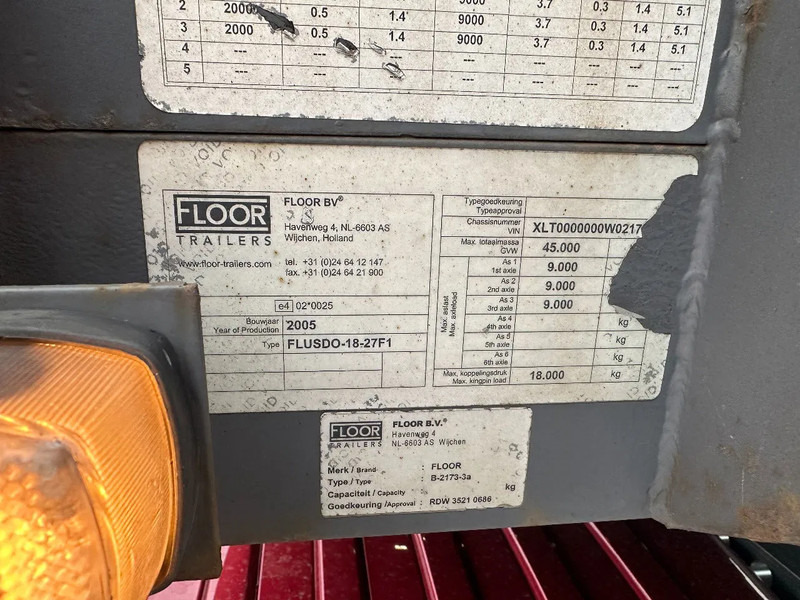 2 2000 0.5 1.4 9000 3.7 0.3 1.4 5.1
3 2000 0.5 1.4 9000 3.7 0.3 1.4 5.1
4 --- --- --- --- --- --- ---
5 --- --- --- --- --- ---
FLOOR
TRAILERS
www.floor-trailers.com
FLOOR BV®
Havenweg 4, NL-6603 AS
Wijchen, Holland
tel. +31 (0)24 64 12 147
fax. +31 (0)24 64 21 900
e4 02*0025
Bouwjaar
Year of Production 2005
Type FLUSDO-18-27F1
Typegoedkeuring
Typeapproval
Chassisnummer
VIN XLT0000000W0217
Max. totaalmassa
GVW 45.000
Max. aslast
Max. axleload
As 1
1st axle 9.000
As 2
2nd axle 9.000
As 3
3rd axle 9.000
As 4
4th axle kg
As 5
5th axle kg
As 6
6th axle kg
Max. koppelingsdruk
Max. kingpin load 18.000 kg
FLOOR
TRAILERS
FLOOR B.V.®
Havenweg 4
NL-6603 AS Wijchen
Merk / Brand : FLOOR
Type / Type : B-2173-3a
Capaciteit / Capacity : kg
Goedkeuring / Approval : RDW 3521 0686